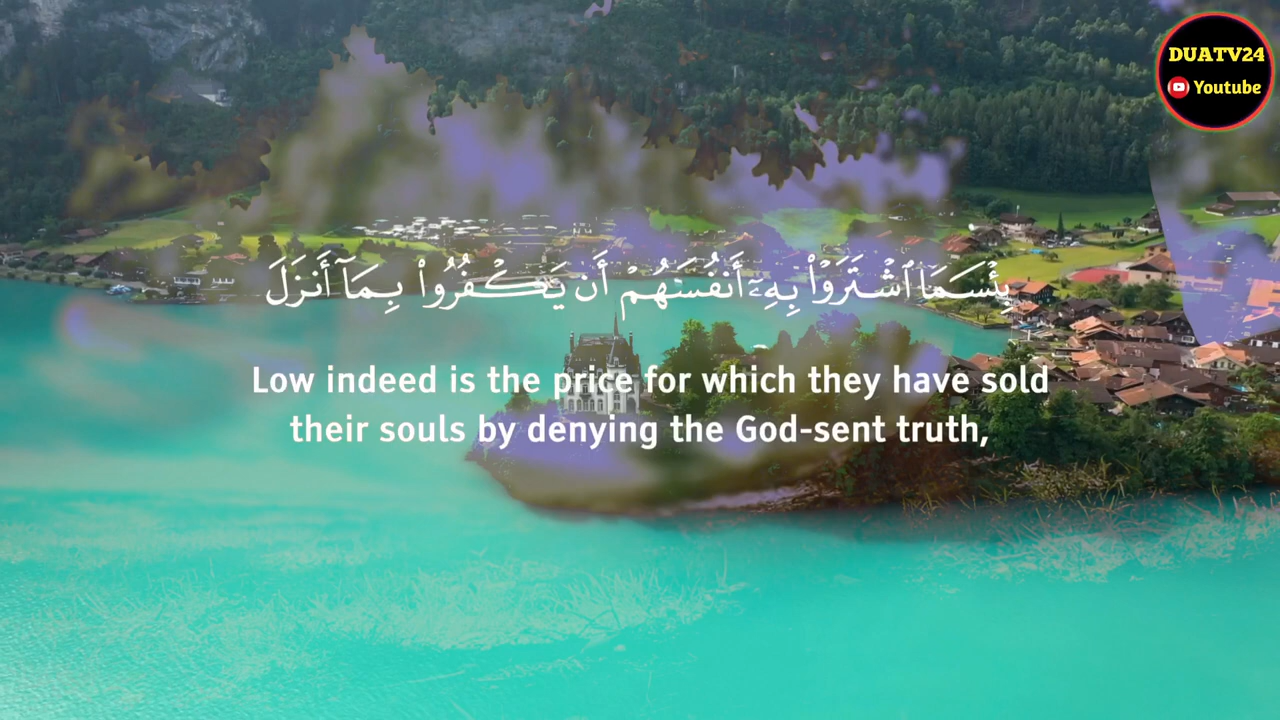 DUATV24
Youtube
بِئْسَمَا ٱشْتَرَوْا۟ بِهِۦٓ أَنفُسَهُمْ أَن يَكْفُرُوا۟ بِمَآ أَنزَلَ
Low indeed is the price for which they have sold
their souls by denying the God-sent truth,